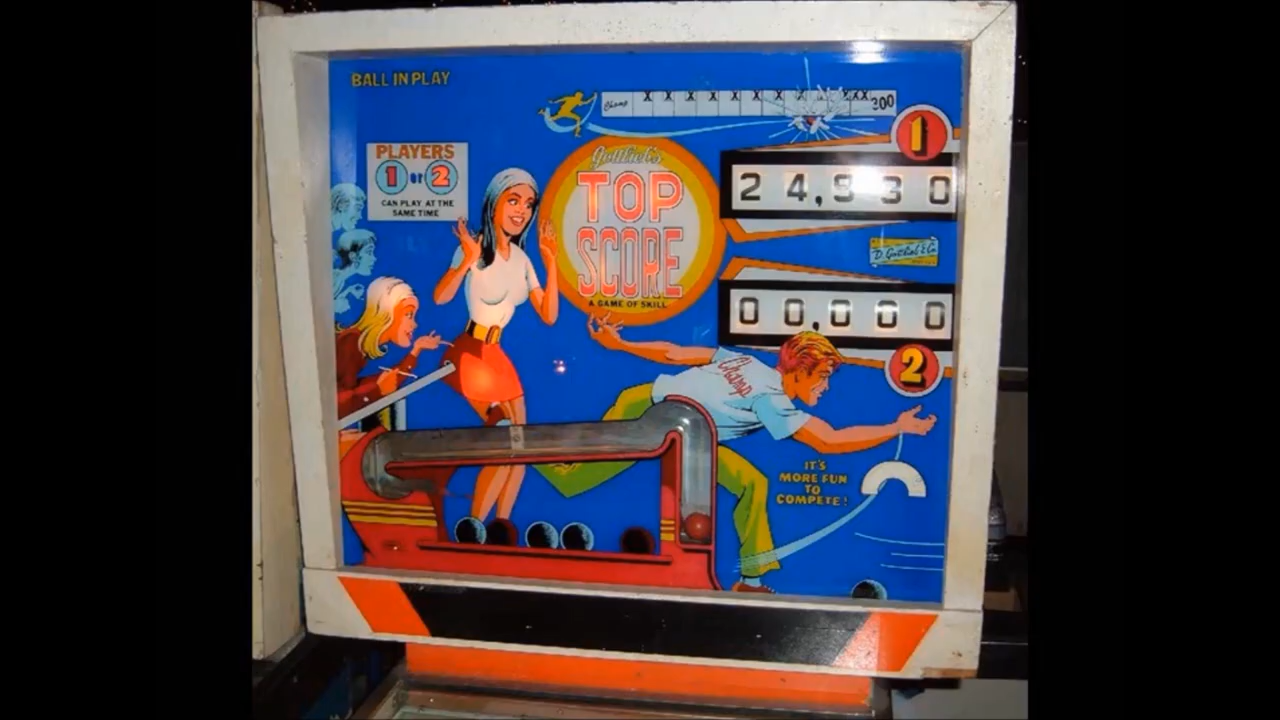 BALL IN PLAY
Champ X X X X X X X X X XXX 300
PLAYERS
1 or 2
CAN PLAY AT THE
SAME TIME
Gottlieb's
TOP
SCORE
A GAME OF SKILL
1
24,930
D. Gottlieb & Co.
00,000
2
Champ
IT'S
MORE FUN
TO
COMPETE!